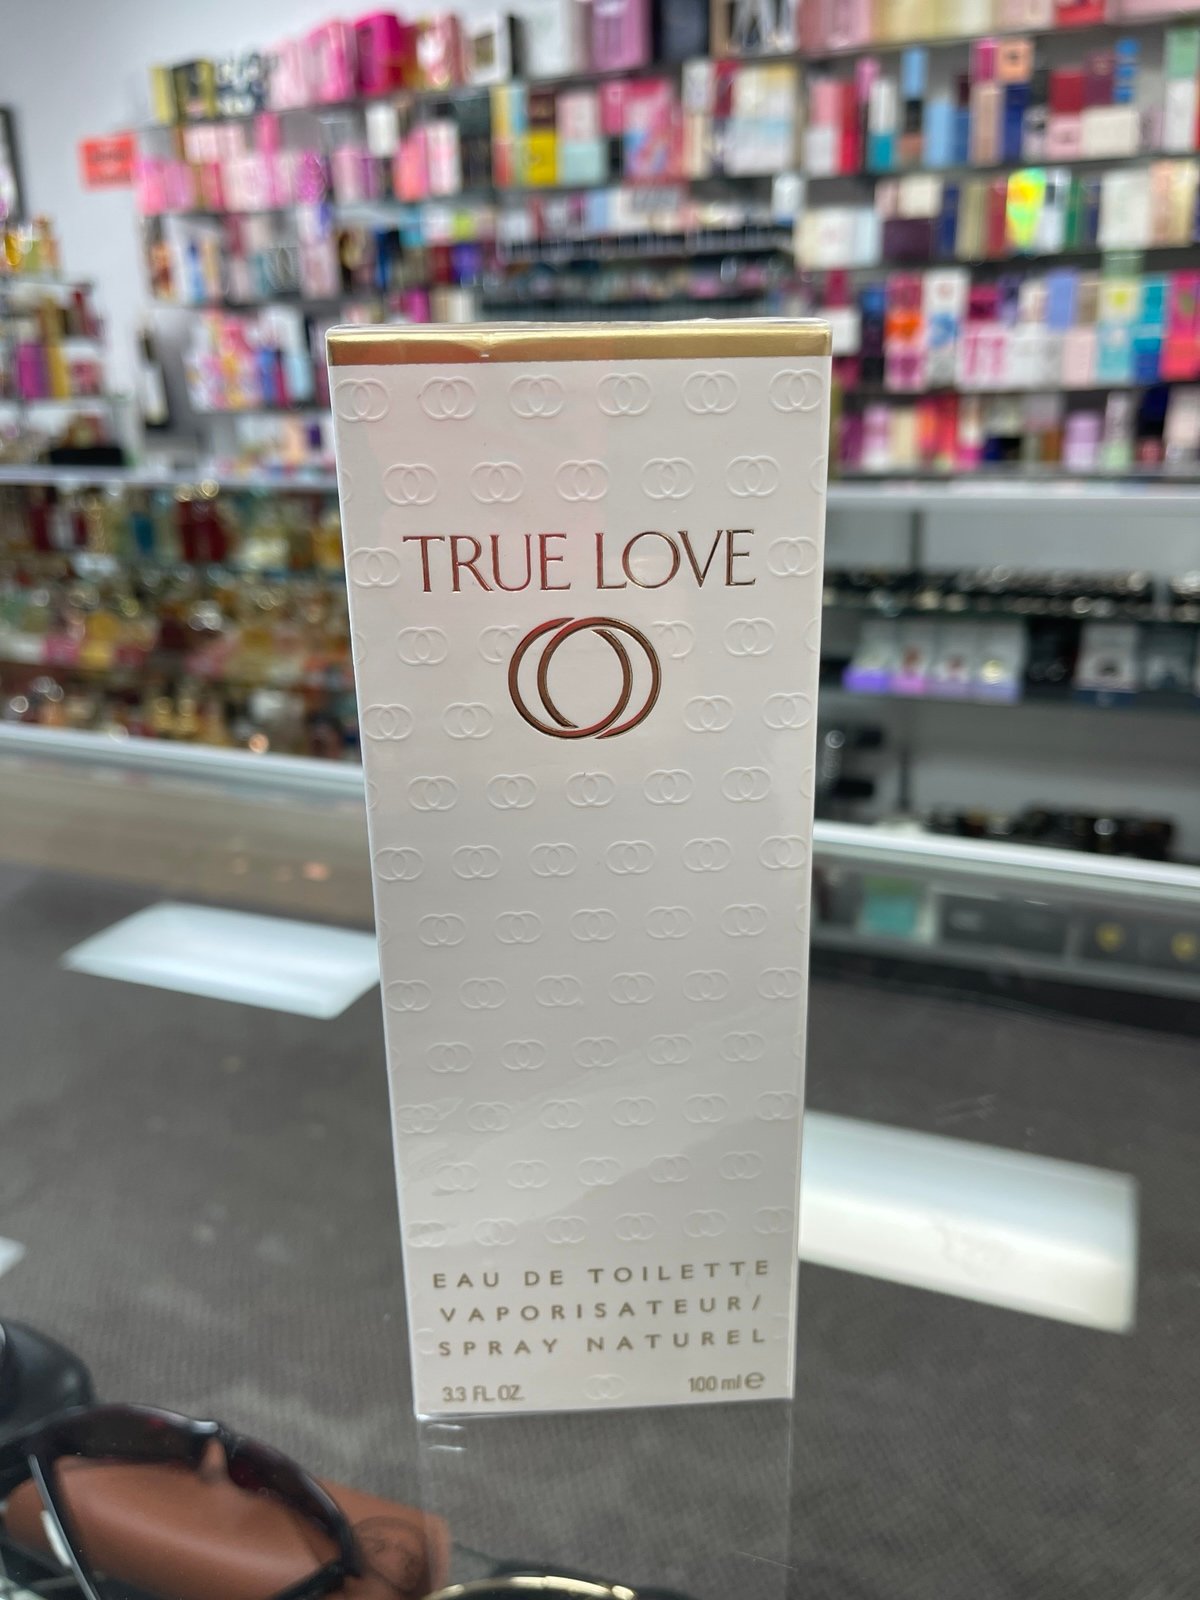 TRUE LOVE
EAU DE TOILETTE
VAPORISATEUR/
SPRAY NATUREL
3.3 FL. OZ. 100 ml e